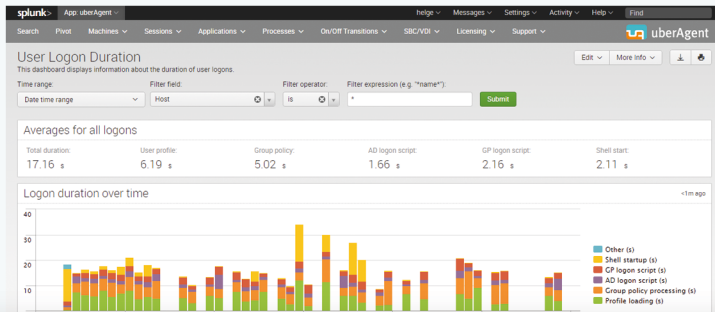 splunk> App: uberAgent helge Messages Settings Activity Help Find
Search Pivot Machines Sessions Applications Processes On/Off Transitions SBC/VDI Licensing Support uberAgent
User Logon Duration Edit More Info
This dashboard displays information about the duration of user logons.
Time range: Filter field: Filter operator: Filter expression (e.g. "*name*"):
Date time range Host is * Submit
Averages for all logons
Total duration: User profile: Group policy: AD logon script: GP logon script: Shell start:
17.16 s 6.19 s 5.02 s 1.66 s 2.16 s 2.11 s
Logon duration over time <1m ago
40
30
20
10
Other (s)
Shell startup (s)
GP logon script (s)
AD logon script (s)
Group policy processing (s)
Profile loading (s)